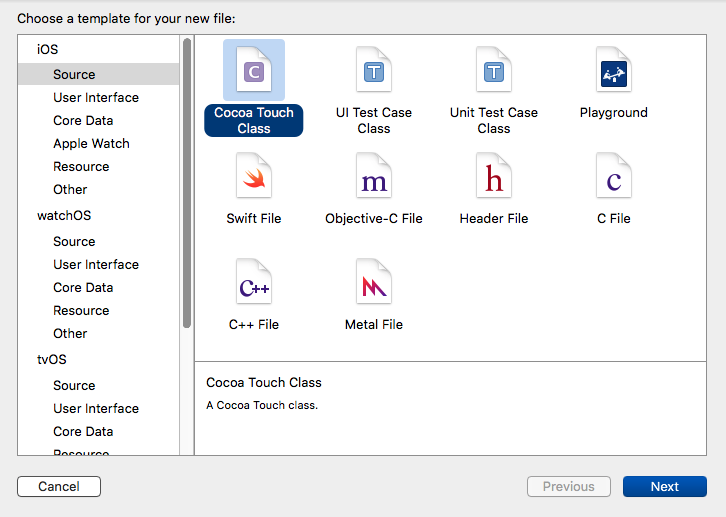 Choose a template for your new file:
iOS
Source
User Interface
Core Data
Apple Watch
Resource
Other
watchOS
Source
User Interface
Core Data
Resource
Other
tvOS
Source
User Interface
Core Data
Resource
C
Cocoa Touch
Class
T
UI Test Case
Class
T
Unit Test Case
Class
Playground
Swift File
m
Objective-C File
h
Header File
c
C File
C++
C++ File
Metal File
Cocoa Touch Class
A Cocoa Touch class.
Cancel
Previous
Next